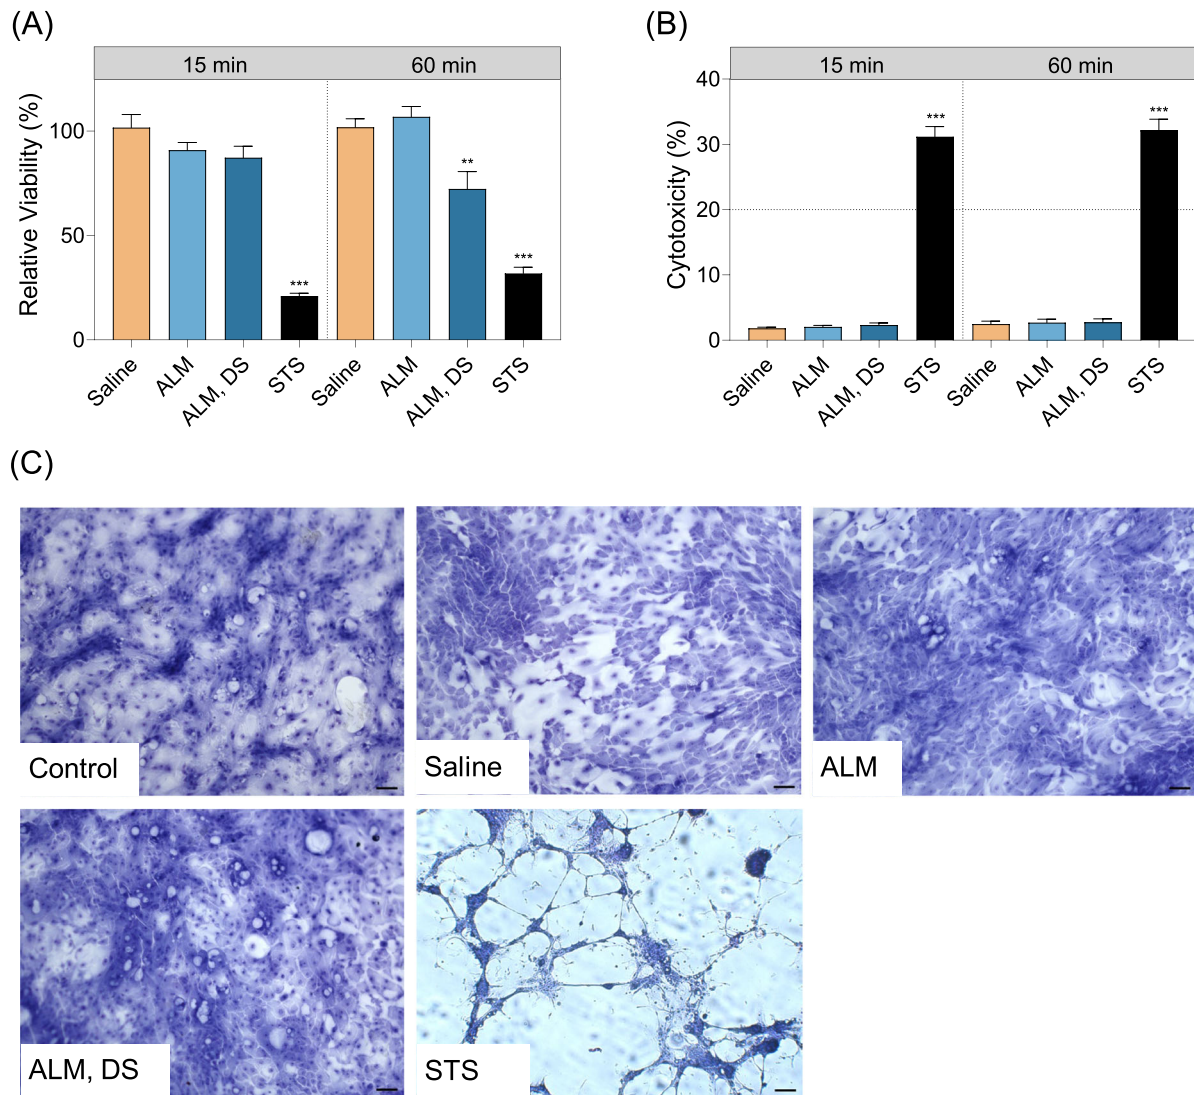 (A)
15 min 60 min
Relative Viability (%)
100
50
0
**
***
***
Saline ALM ALM, DS STS Saline ALM ALM, DS STS
(B)
15 min 60 min
Cytotoxicity (%)
40
30
20
10
0
***
***
Saline ALM ALM, DS STS Saline ALM ALM, DS STS
(C)
Control Saline ALM
ALM, DS STS